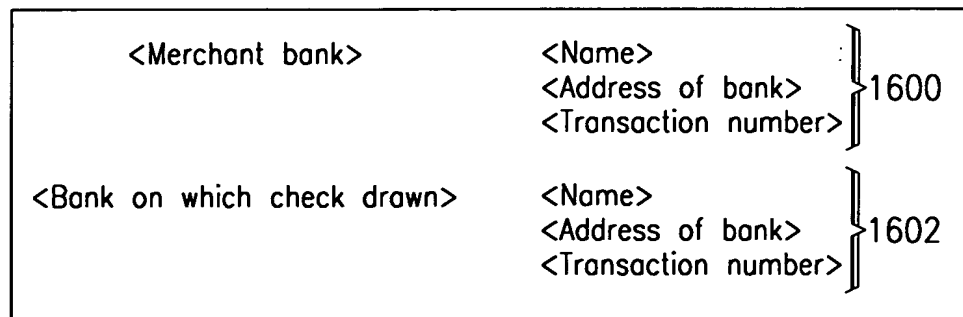 <Merchant bank> <Name>
<Address of bank> 1600
<Transaction number>
<Bank on which check drawn> <Name>
<Address of bank> 1602
<Transaction number>